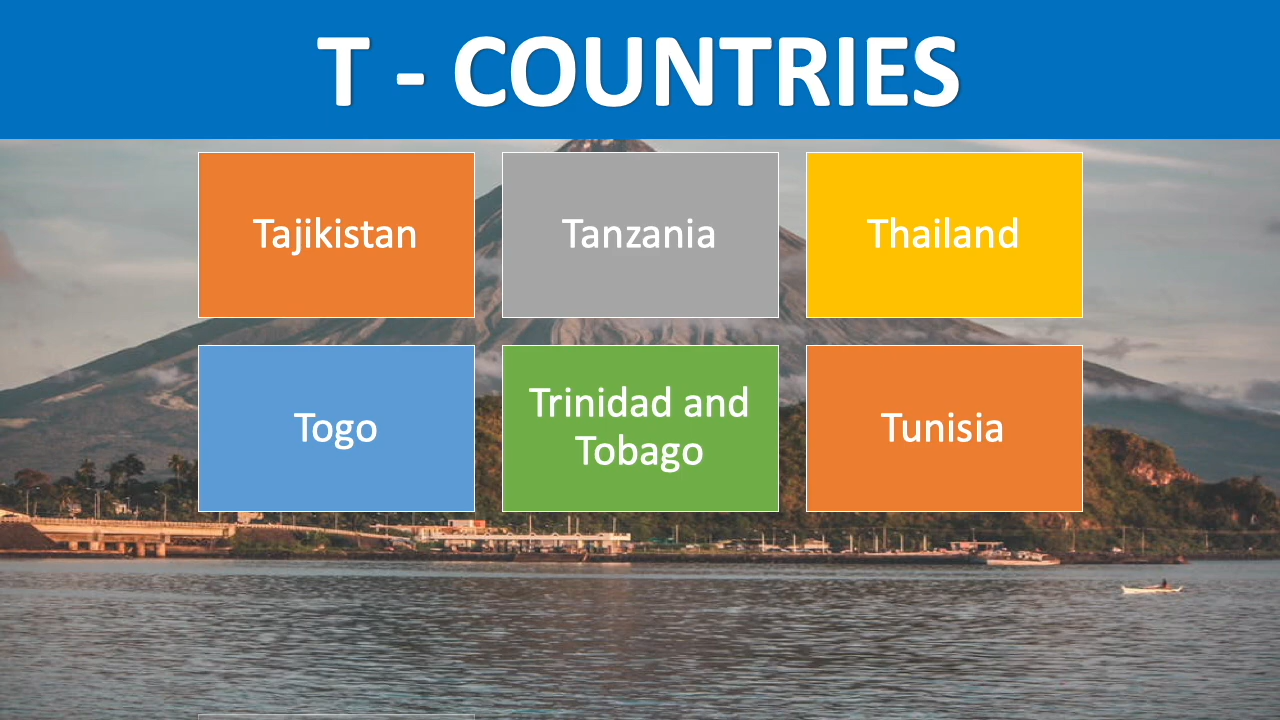 T - COUNTRIES
Tajikistan
Tanzania
Thailand
Togo
Trinidad and
Tobago
Tunisia